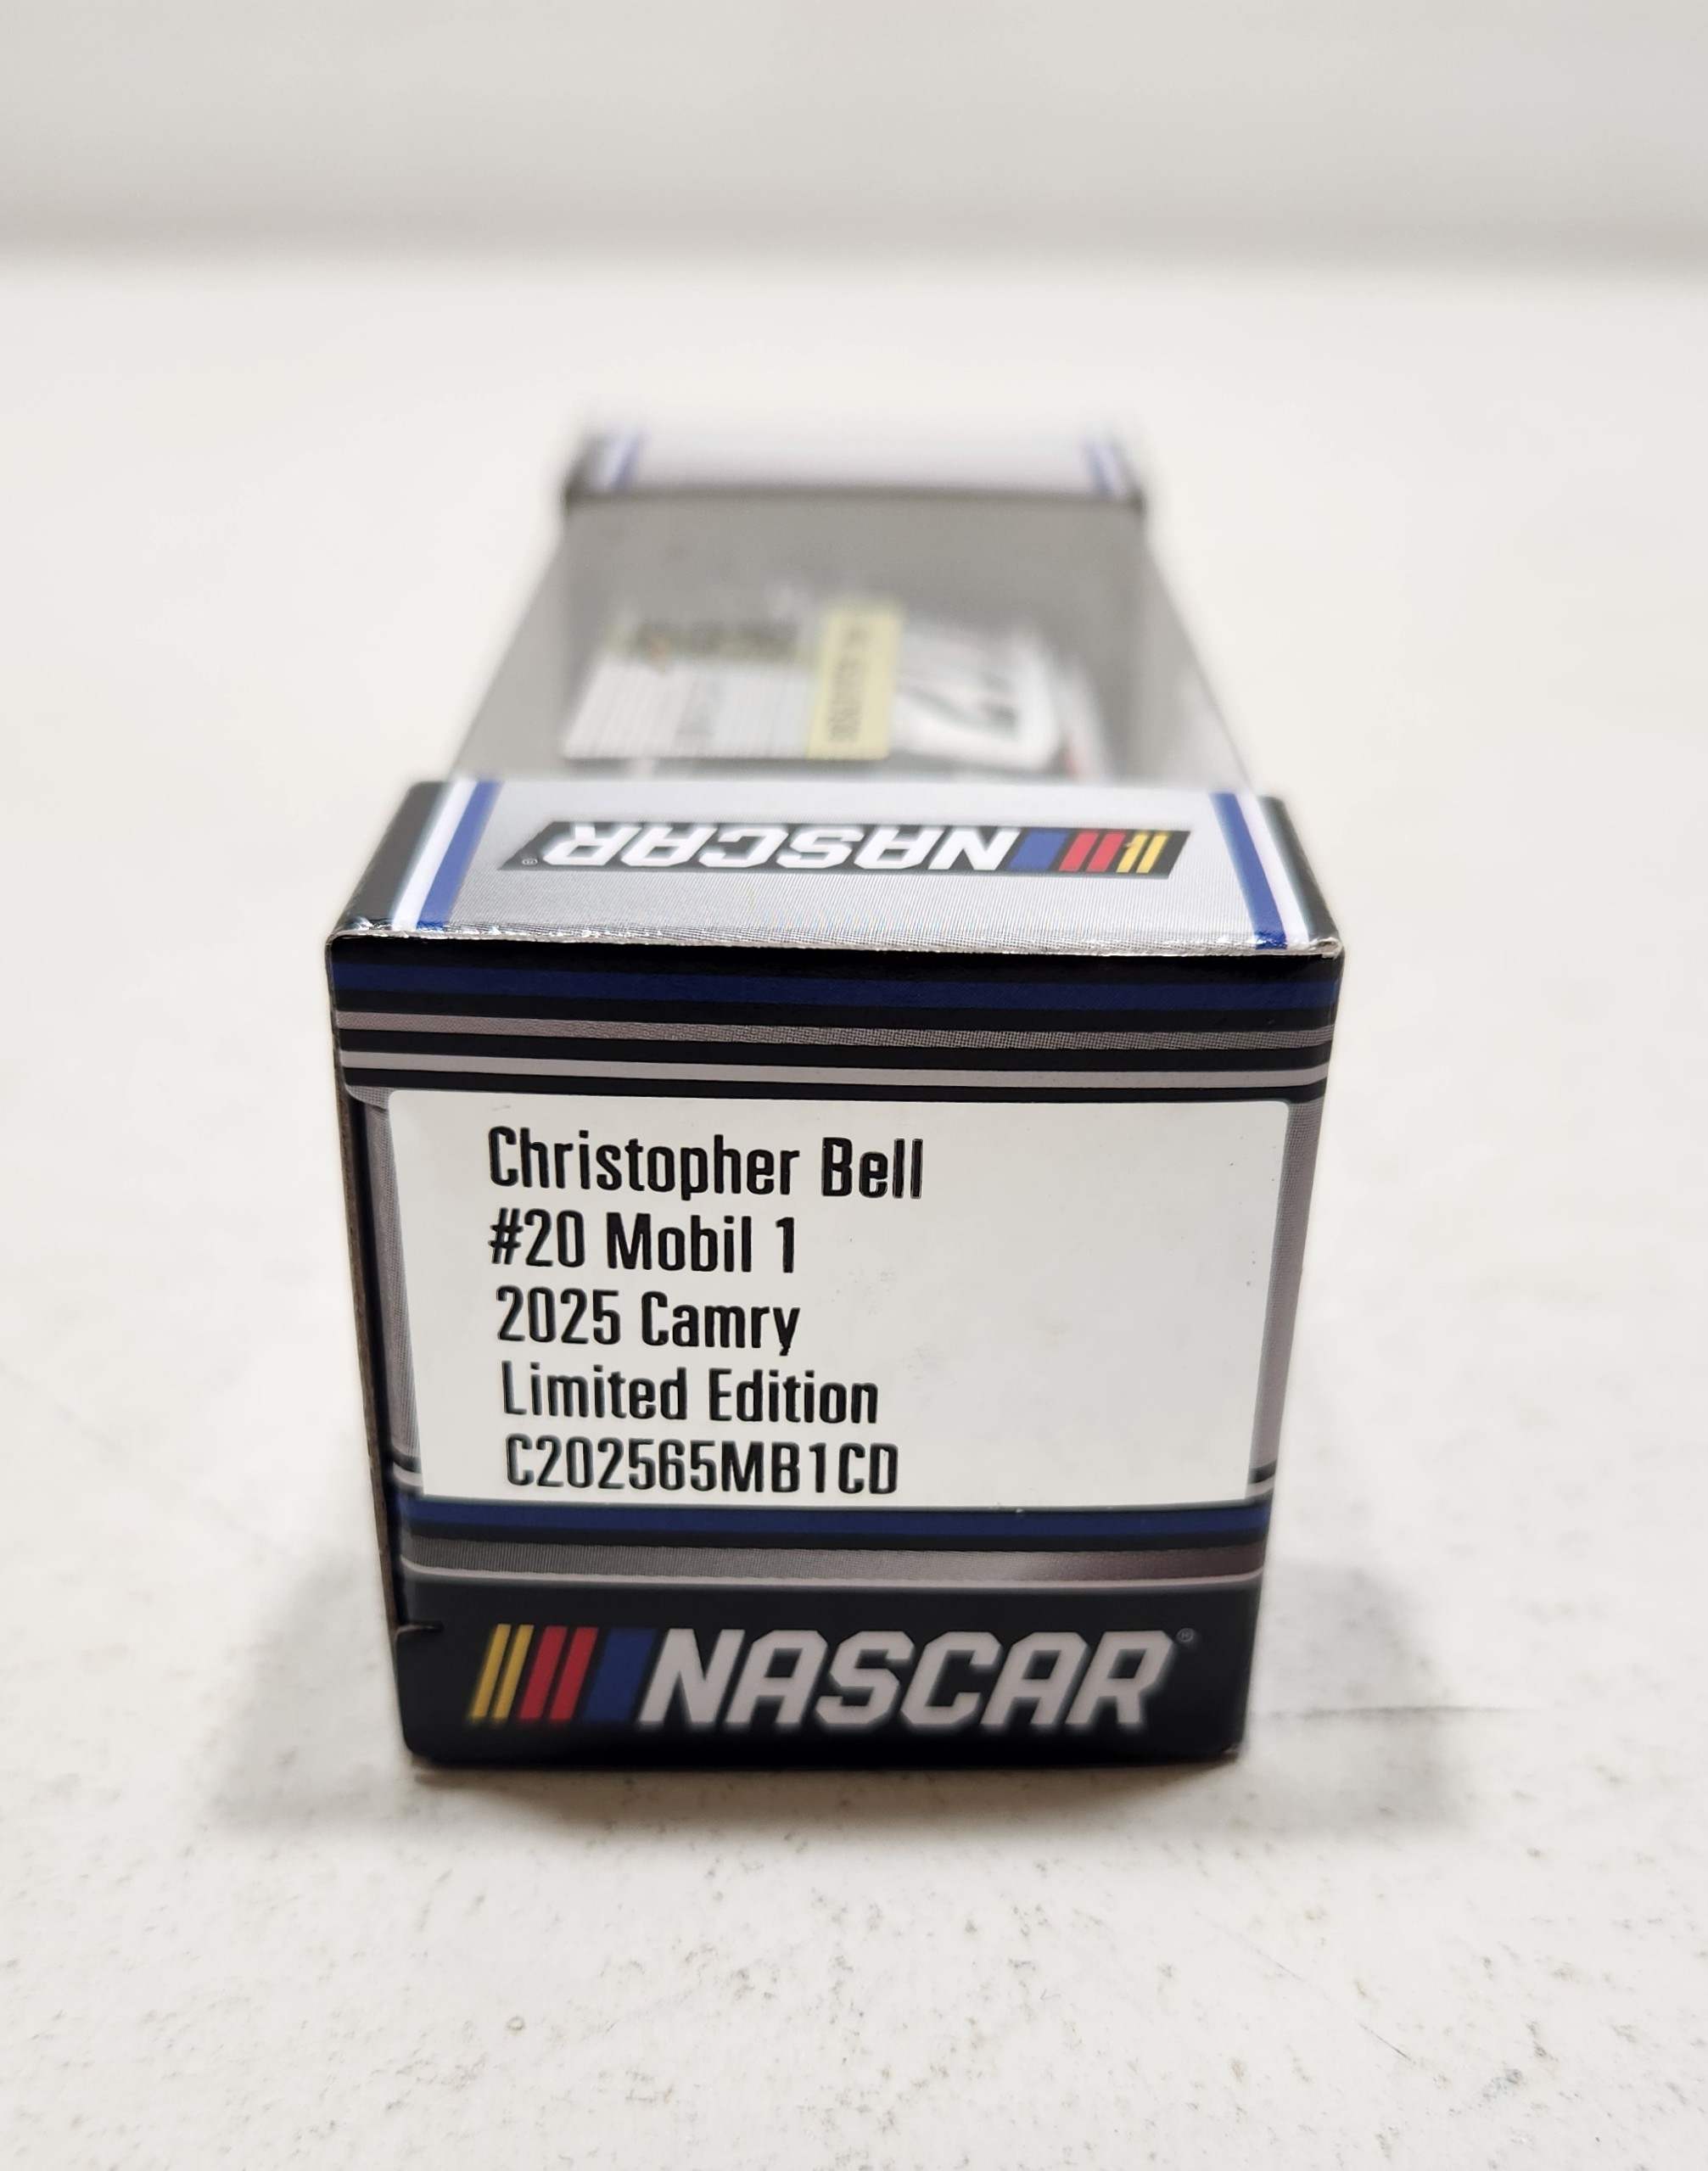 NASCAR®
Christopher Bell
#20 Mobil 1
2025 Camry
Limited Edition
C202565MB1CD
NASCAR®